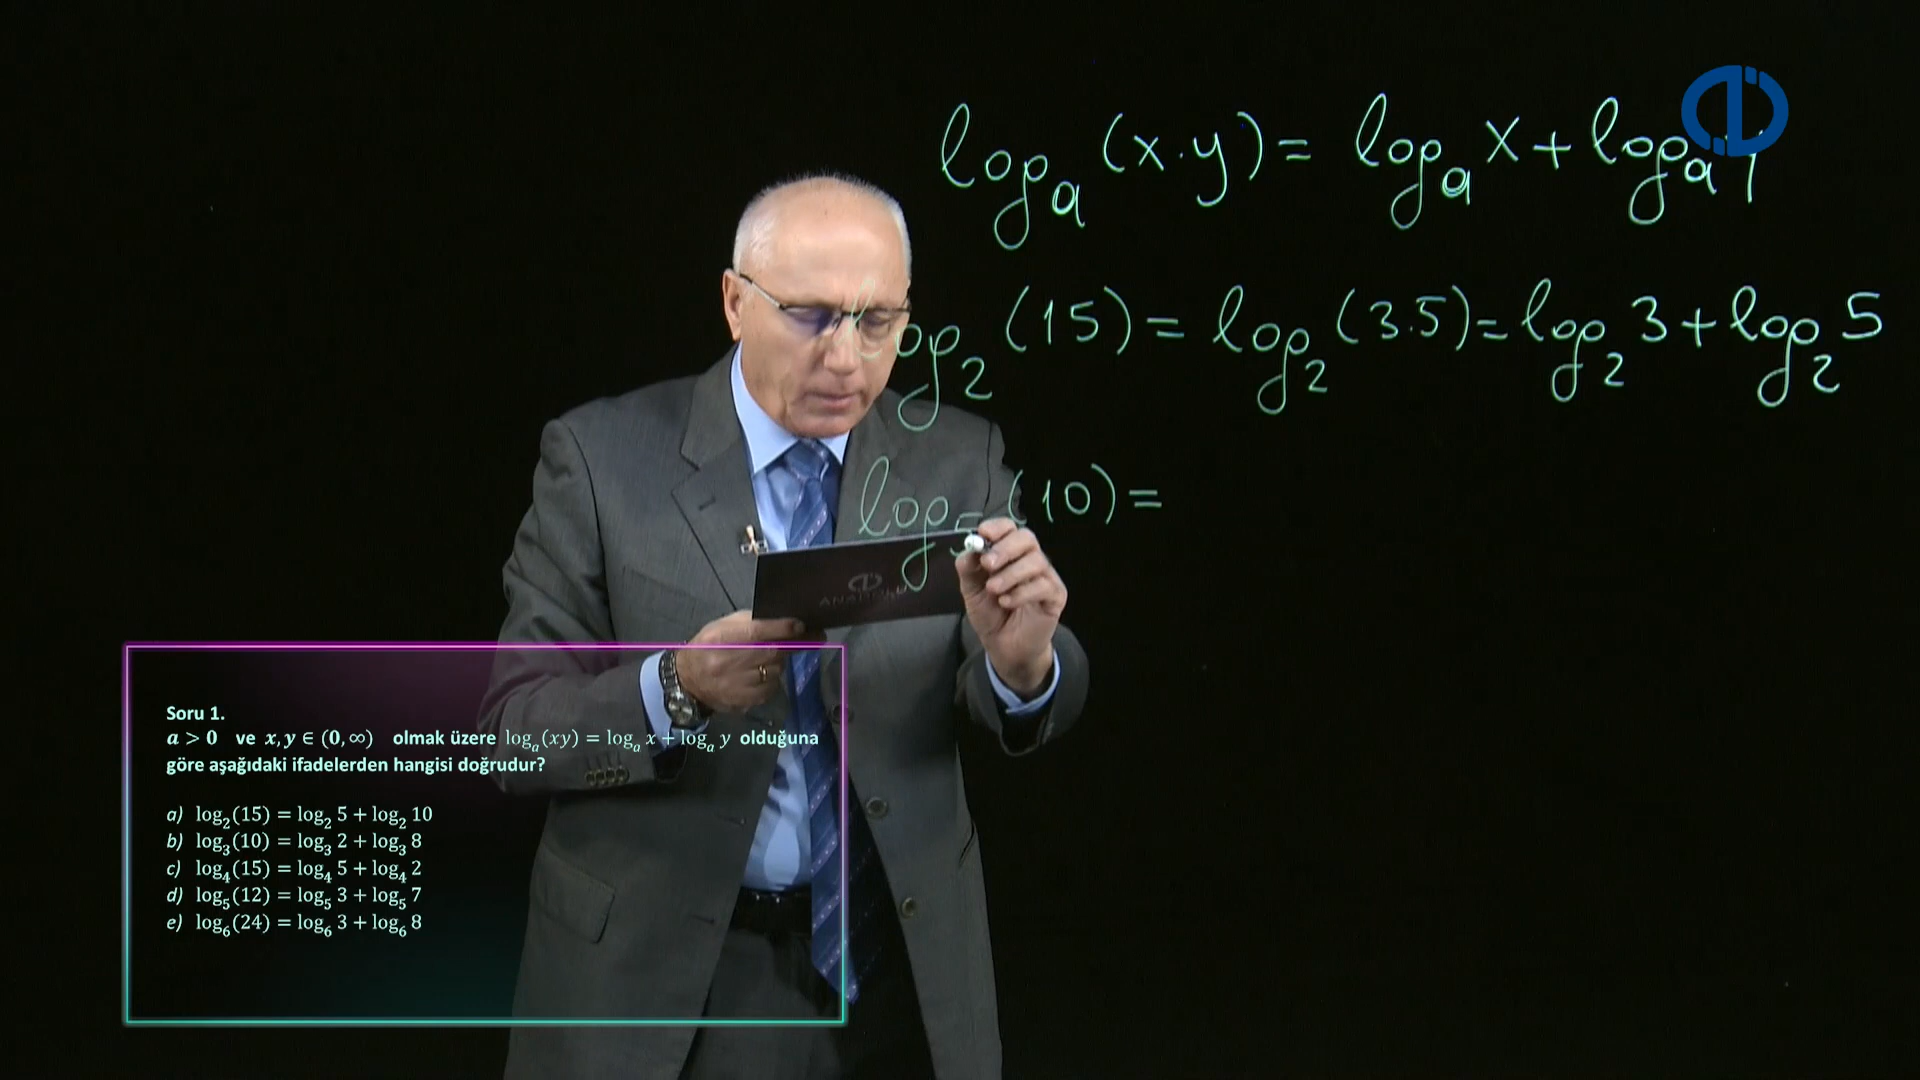 logₐ(x.y) = logₐ x + logₐ y
log₂(15) = log₂(3.5) = log₂ 3 + log₂ 5
(10) =
ANADOLU
Soru 1.
a > 0 ve x, y ∈ (0, ∞) olmak üzere logₐ(xy) = logₐ x + logₐ y olduğuna
göre aşağıdaki ifadelerden hangisi doğrudur?
a) log₂(15) = log₂ 5 + log₂ 10
b) log₃(10) = log₃ 2 + log₃ 8
c) log₄(15) = log₄ 5 + log₄ 2
d) log₅(12) = log₅ 3 + log₅ 7
e) log₆(24) = log₆ 3 + log₆ 8